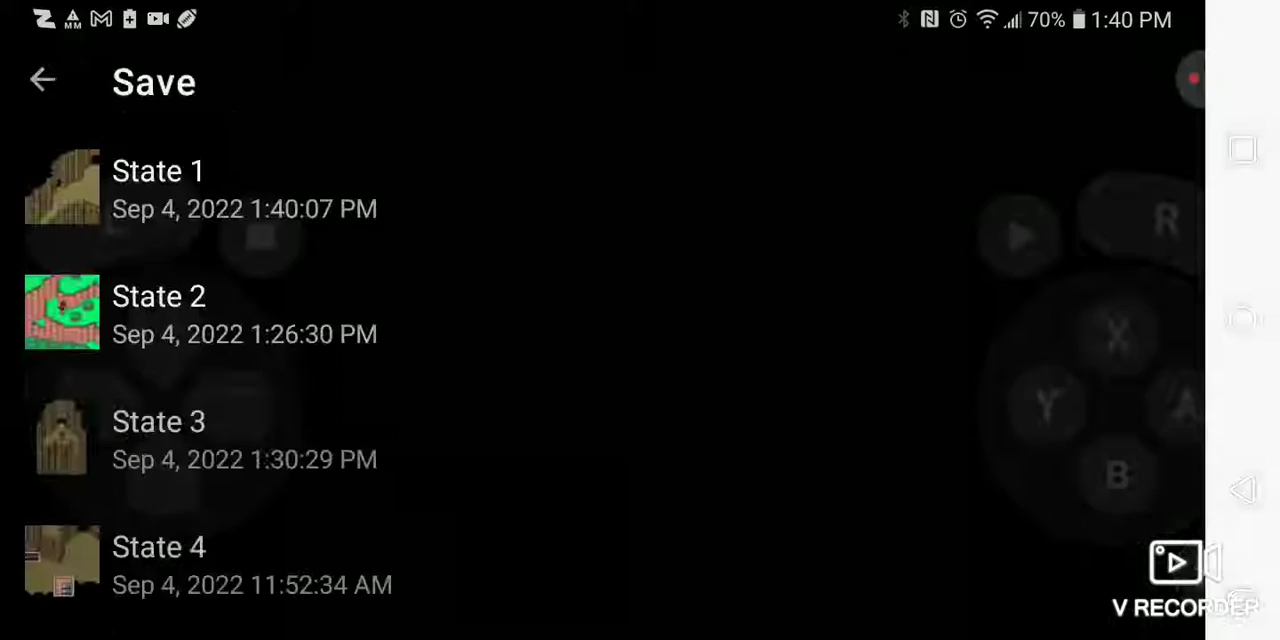 MM
70%
1:40 PM
Save
State 1
Sep 4, 2022 1:40:07 PM
R
State 2
Sep 4, 2022 1:26:30 PM
X
State 3
Sep 4, 2022 1:30:29 PM
Y
A
B
State 4
Sep 4, 2022 11:52:34 AM
V RECORDER